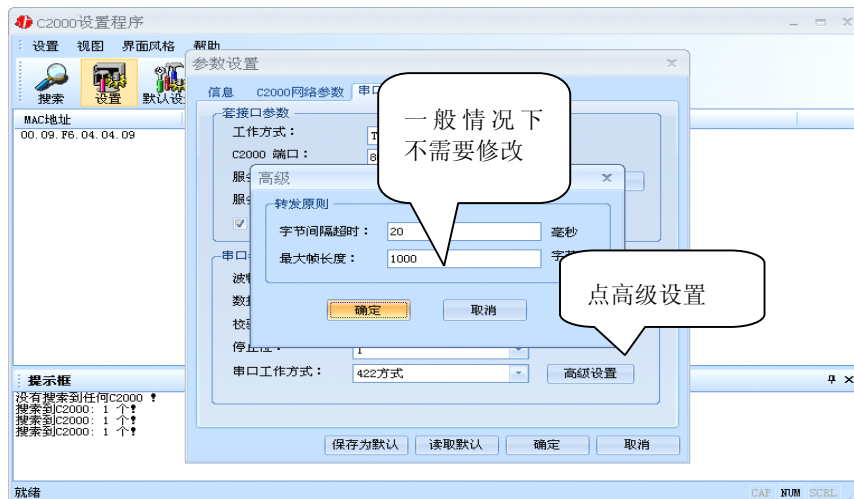 C2000设置程序
设置 视图 界面风格 帮助
搜索 设置 默认设
MAC地址
00.09.F6.04.04.09
参数设置
信息 C2000网络参数 串口
套接口参数
工作方式：
C2000 端口：
高级
转发原则
字节间隔超时： 20 毫秒
最大帧长度： 1000
确定 取消
一般情况下
不需要修改
点高级设置
停止位： 1
串口工作方式： 422方式 高级设置
保存为默认 读取默认 确定 取消
提示框
没有搜索到任何C2000 !
搜索到C2000: 1 个!
搜索到C2000: 1 个!
搜索到C2000: 1 个!
就绪 CAP NUM SCRL